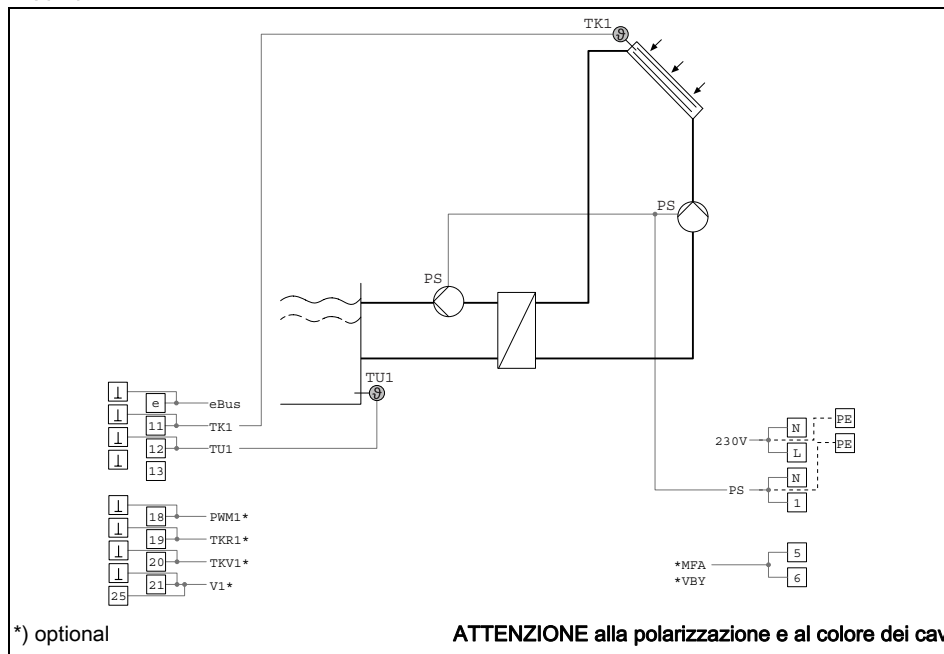 TK1
PS
PS
TU1
⊥
e eBus
⊥
11 TK1
⊥
12 TU1
⊥
13
230V N PE
L PE
PS N
1
⊥
18 PWM1*
⊥
19 TKR1*
⊥
20 TKV1*
⊥
21 V1*
25
*MFA 5
*VBY 6
*) optional
ATTENZIONE alla polarizzazione e al colore dei cav